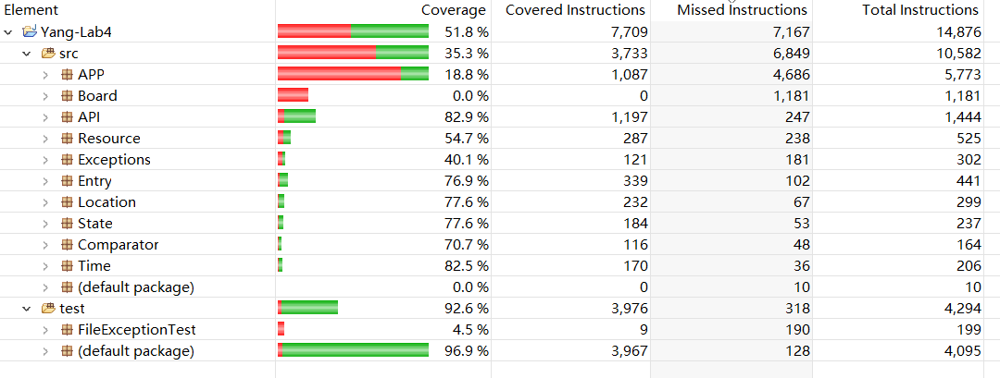 Element Coverage Covered Instructions Missed Instructions Total Instructions
Yang-Lab4 51.8 % 7,709 7,167 14,876
src 35.3 % 3,733 6,849 10,582
APP 18.8 % 1,087 4,686 5,773
Board 0.0 % 0 1,181 1,181
API 82.9 % 1,197 247 1,444
Resource 54.7 % 287 238 525
Exceptions 40.1 % 121 181 302
Entry 76.9 % 339 102 441
Location 77.6 % 232 67 299
State 77.6 % 184 53 237
Comparator 70.7 % 116 48 164
Time 82.5 % 170 36 206
(default package) 0.0 % 0 10 10
test 92.6 % 3,976 318 4,294
FileExceptionTest 4.5 % 9 190 199
(default package) 96.9 % 3,967 128 4,095